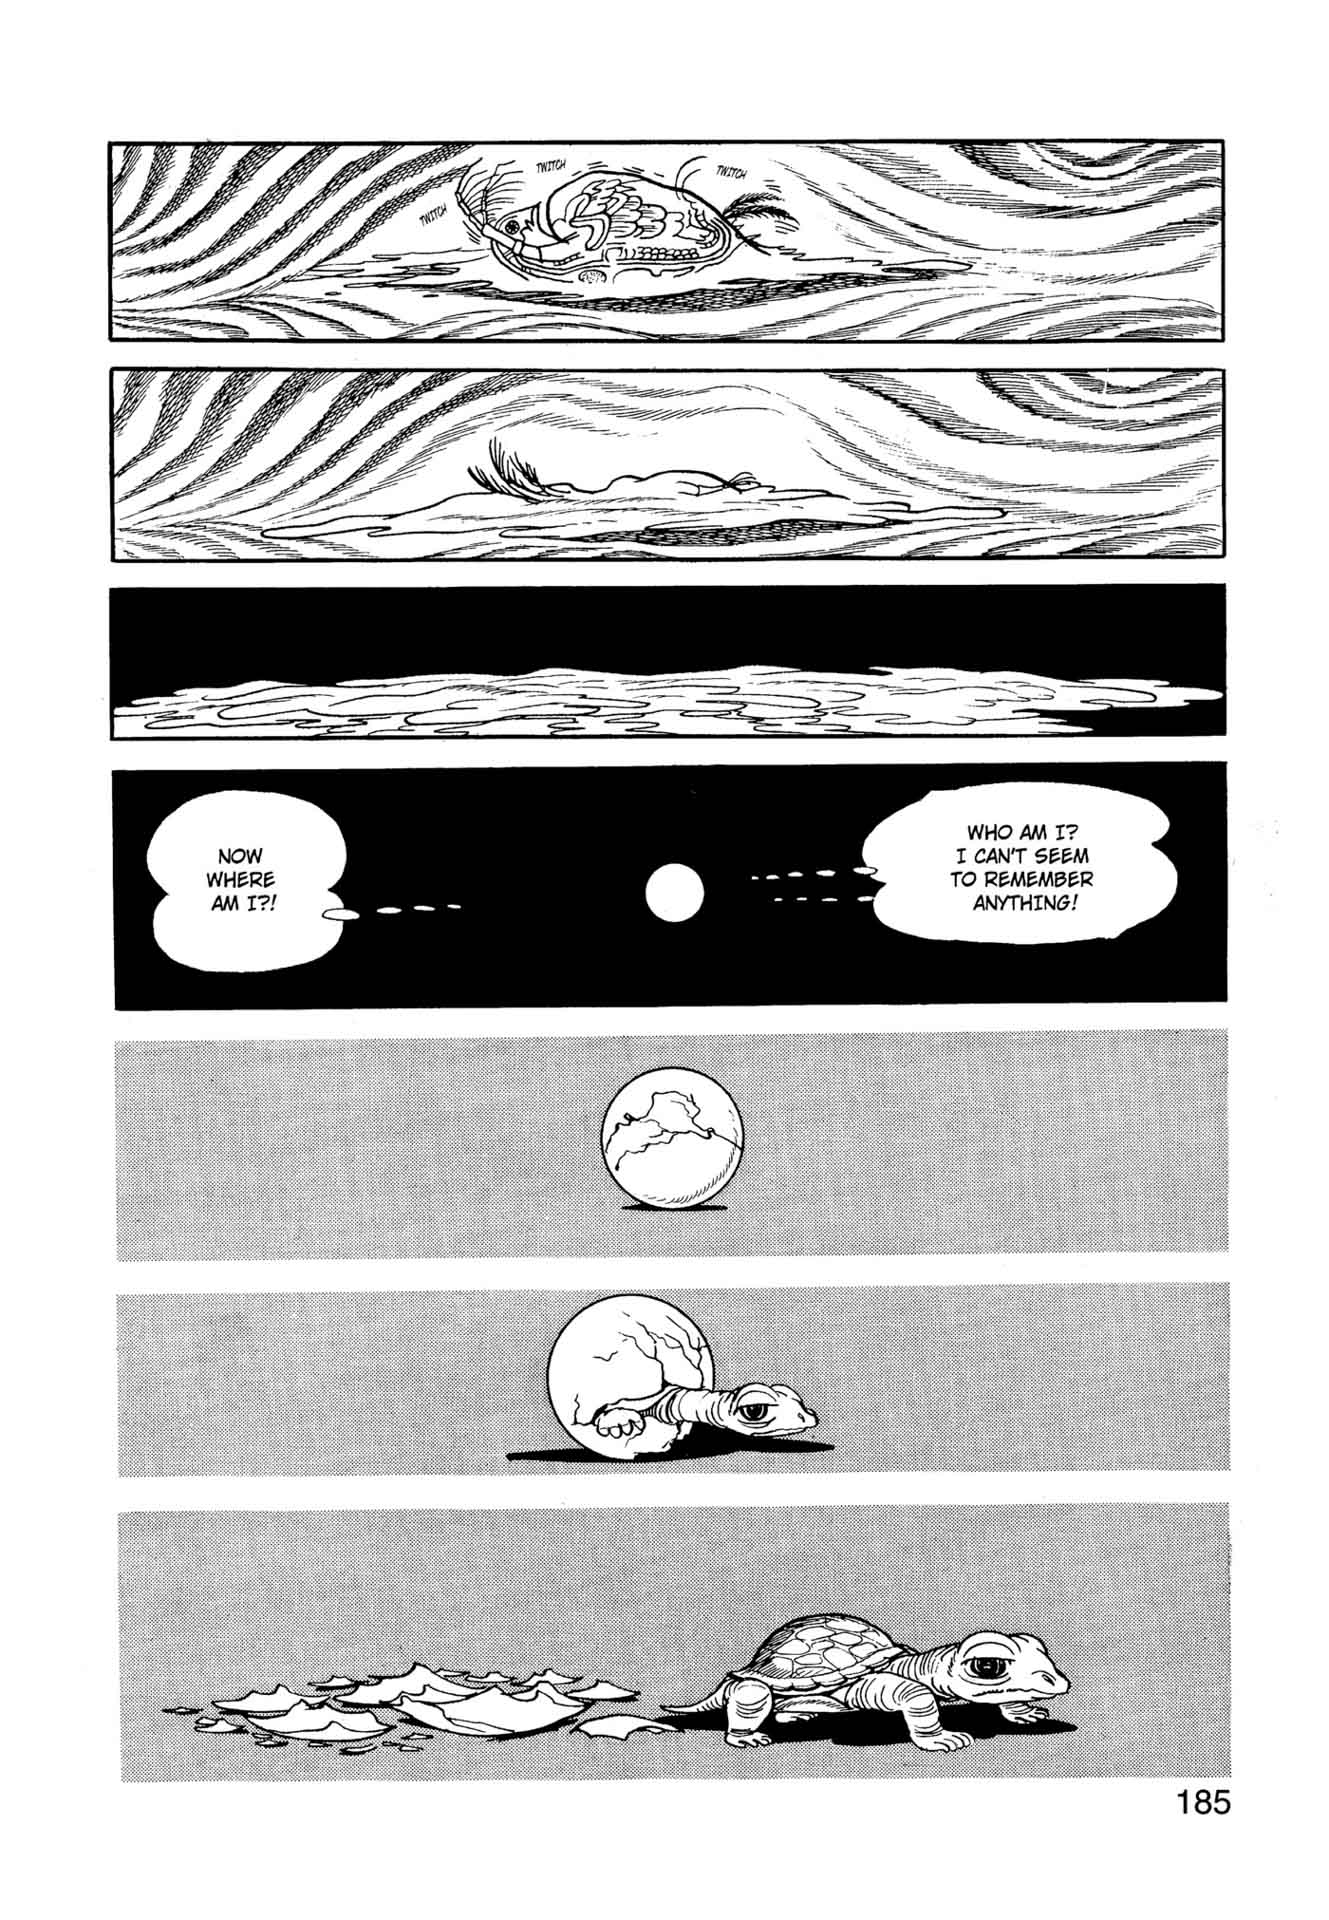 TWITCH
TWITCH
TWITCH
NOW
WHERE
AM I?!
WHO AM I?
I CAN'T SEEM
TO REMEMBER
ANYTHING!
185